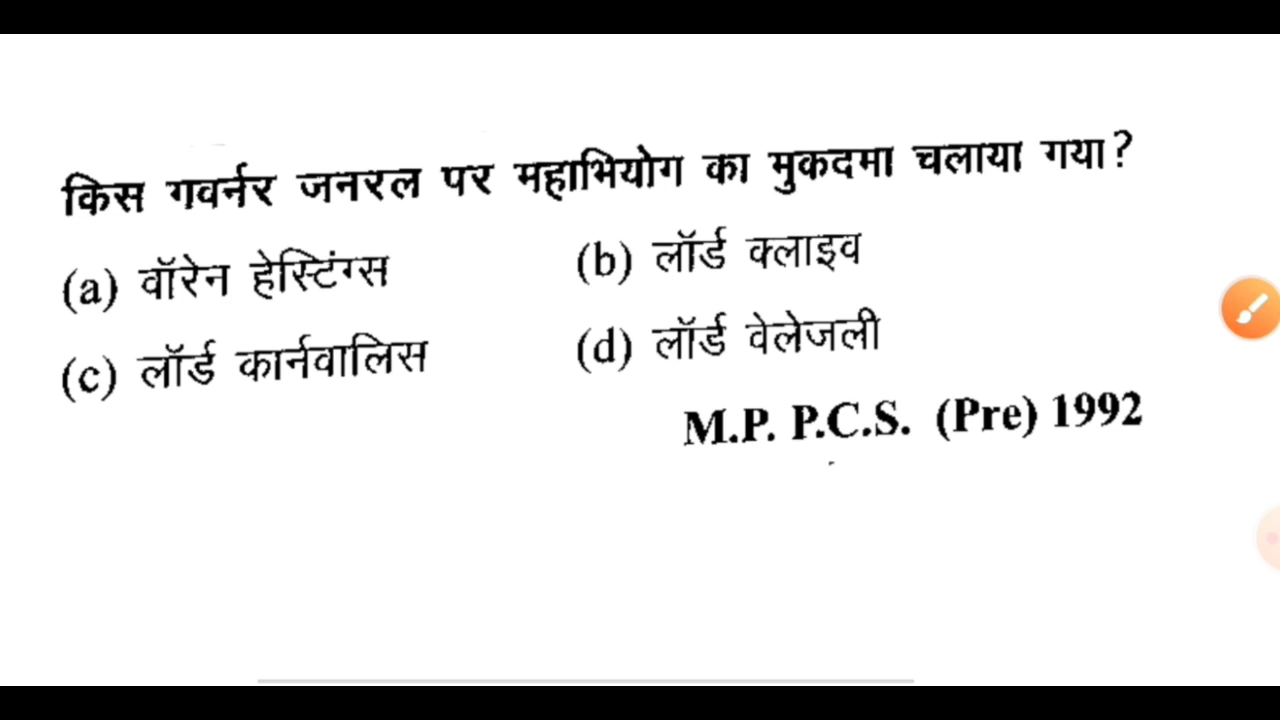 किस गवर्नर जनरल पर महाभियोग का मुकदमा चलाया गया?
(a) वॉरेन हेस्टिंग्स (b) लॉर्ड क्लाइव
(c) लॉर्ड कार्नवालिस (d) लॉर्ड वेलेजली
M.P. P.C.S. (Pre) 1992